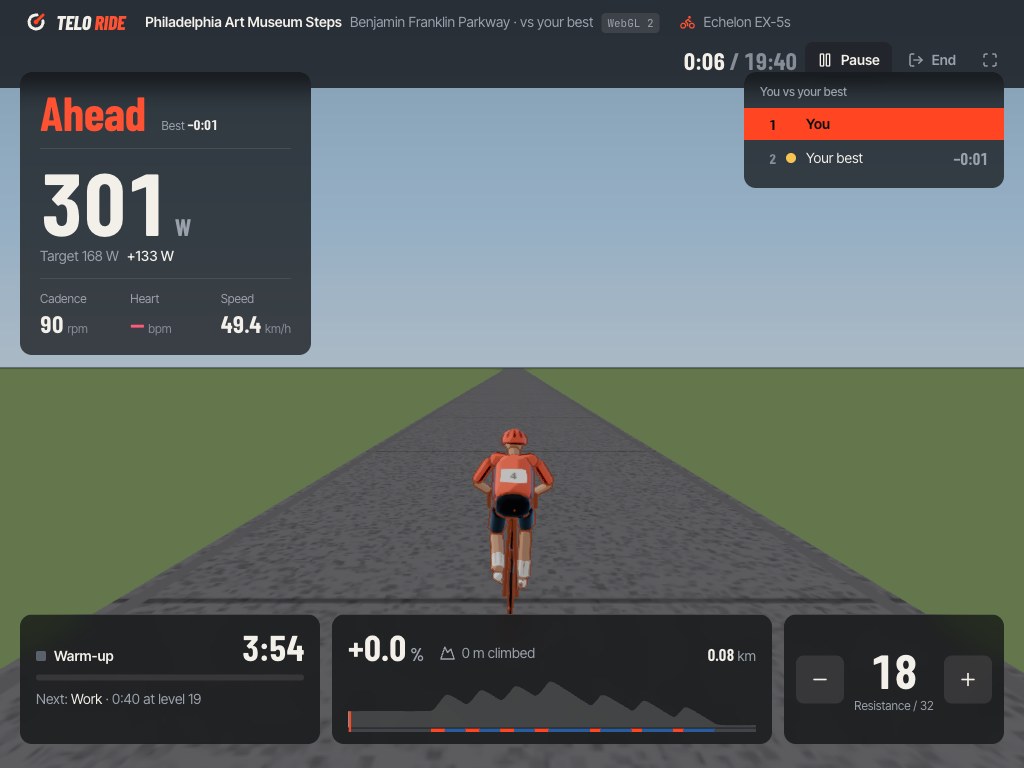 TELO RIDE Philadelphia Art Museum Steps Benjamin Franklin Parkway · vs your best WebGL 2 Echelon EX-5s
0:06 / 19:40 Pause End
Ahead Best −0:01
301 W
Target 168 W +133 W
Cadence Heart Speed
90 rpm – bpm 49.4 km/h
You vs your best
1 You
2 Your best −0:01
4
Warm-up 3:54
Next: Work · 0:40 at level 19
+0.0 % 0 m climbed 0.08 km
− 18 +
Resistance / 32